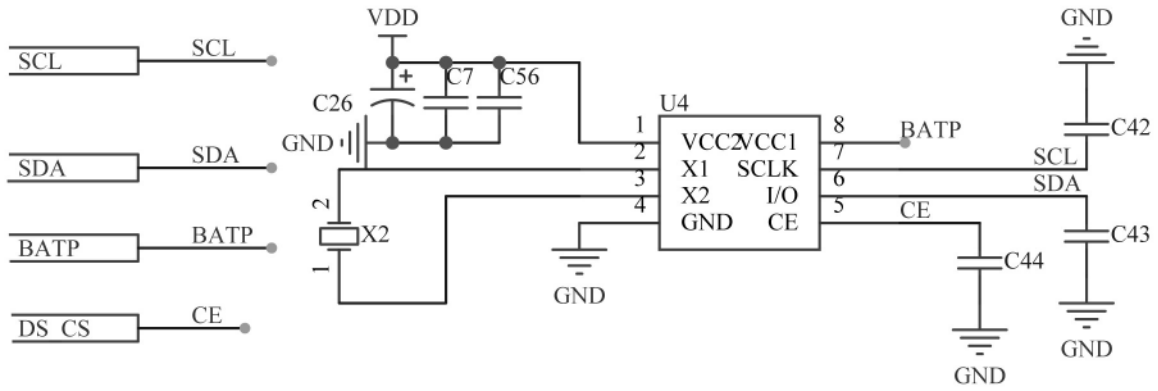 VDD
GND
SCL SCL
C26 + C7 C56
U4
GND
1 VCC2 VCC1 8 BATP
C42
2 X1 SCLK 7 SCL
SDA SDA
3 X2 I/O 6 SDA
4 GND CE 5 CE
2
X2
1
BATP BATP
GND
C44
C43
DS CS CE
GND
GND